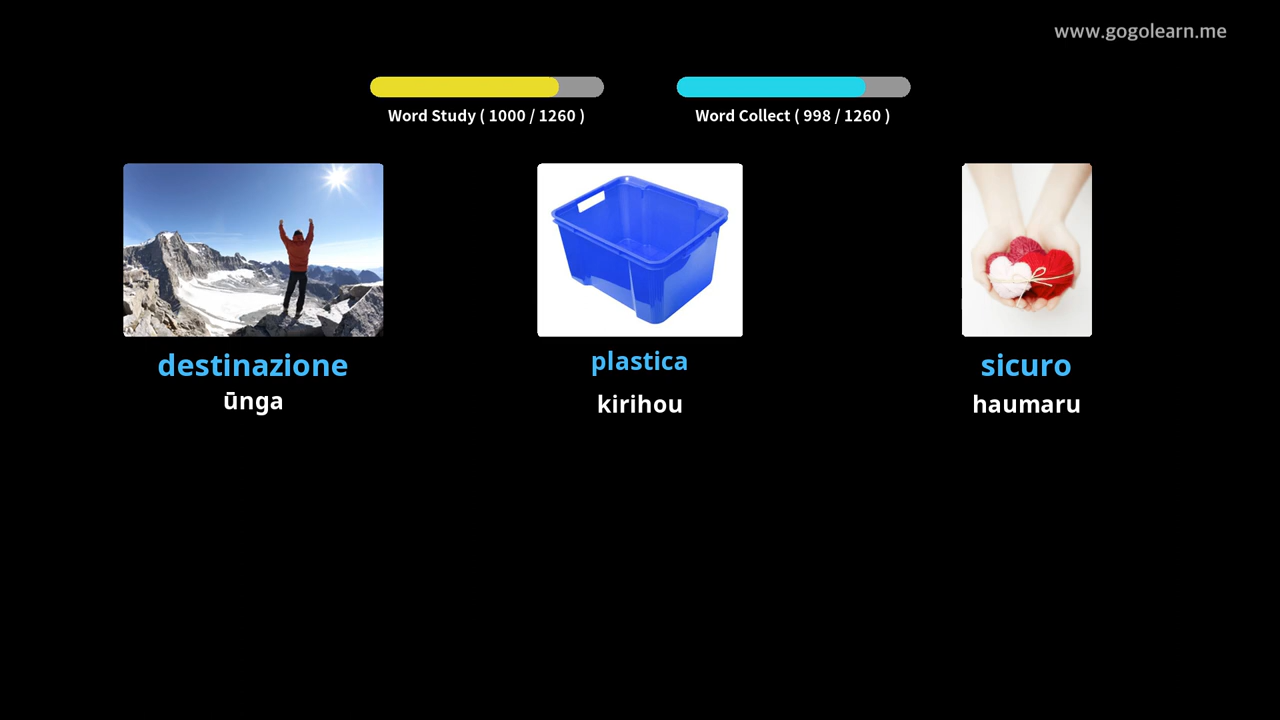 www.gogolearn.me
Word Study ( 1000 / 1260 )
Word Collect ( 998 / 1260 )
destinazione
ūnga
plastica
kirihou
sicuro
haumaru